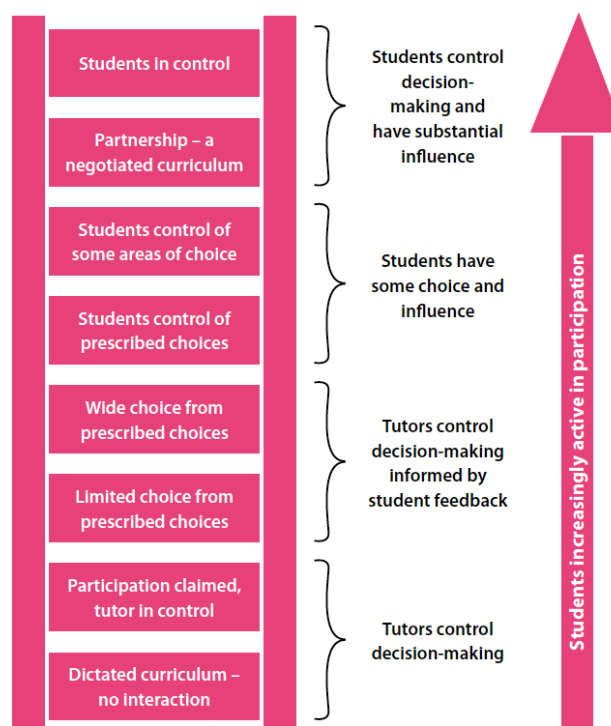 Students in control
Partnership – a
negotiated curriculum
Students control
decision-
making and
have substantial
influence
Students control of
some areas of choice
Students control of
prescribed choices
Students have
some choice and
influence
Wide choice from
prescribed choices
Limited choice from
prescribed choices
Tutors control
decision-making
informed by
student feedback
Participation claimed,
tutor in control
Dictated curriculum –
no interaction
Tutors control
decision-making
Students increasingly active in participation